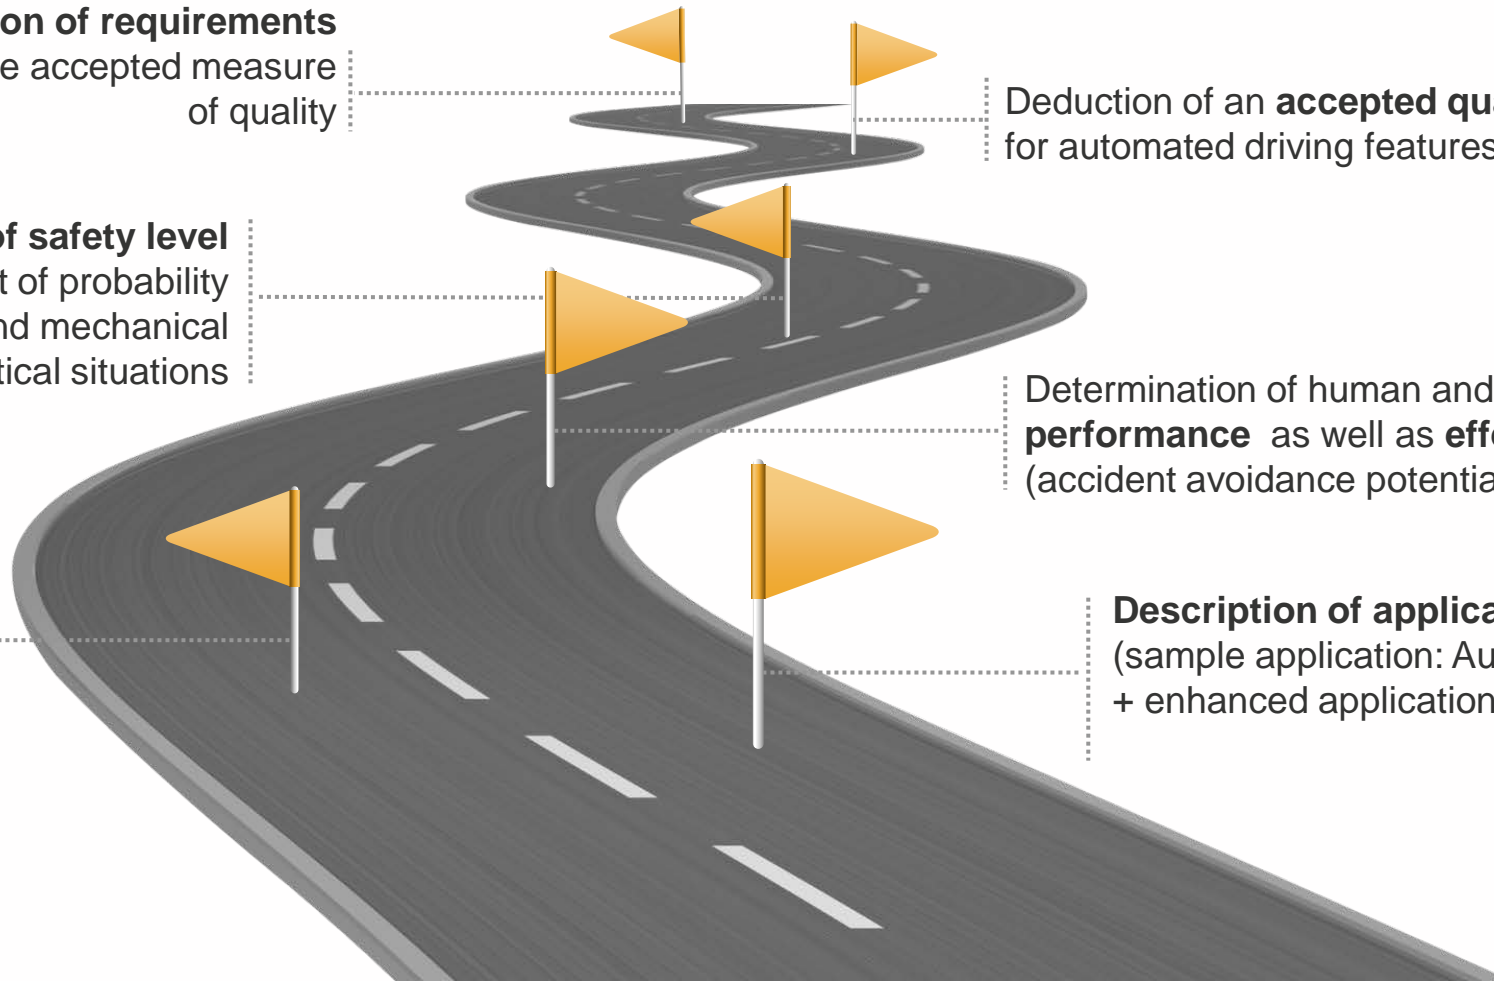 on of requirements
e accepted measure
of quality
Deduction of an accepted qua
for automated driving features
of safety level
t of probability
nd mechanical
tical situations
Determination of human and
performance as well as effe
(accident avoidance potentia
Description of applica
(sample application: Au
+ enhanced application